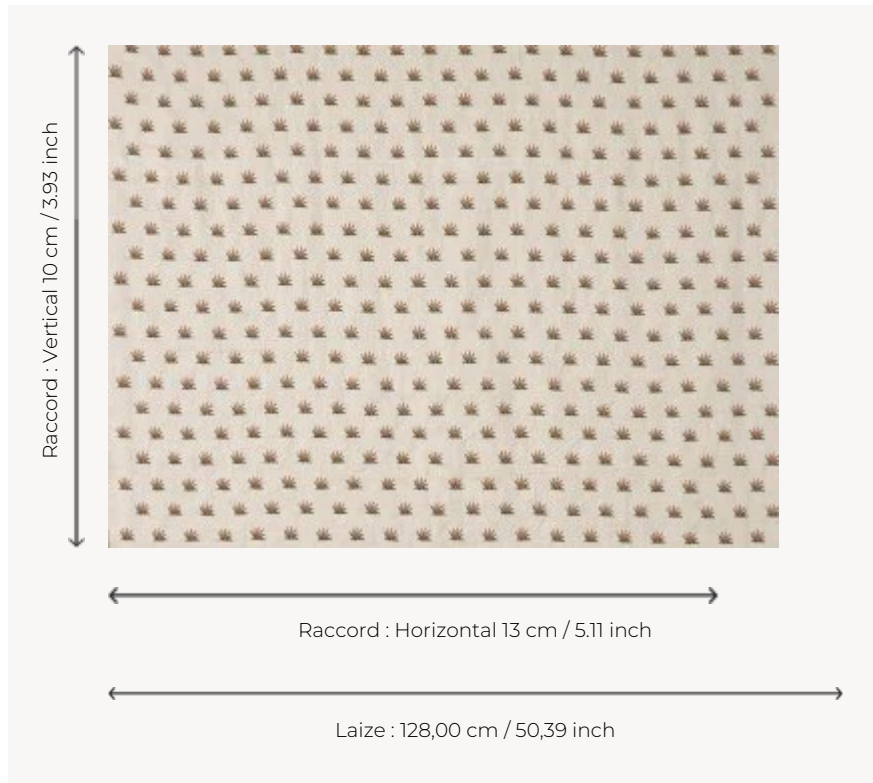 Raccord : Vertical 10 cm / 3.93 inch
Raccord : Horizontal 13 cm / 5.11 inch
Laize : 128,00 cm / 50,39 inch